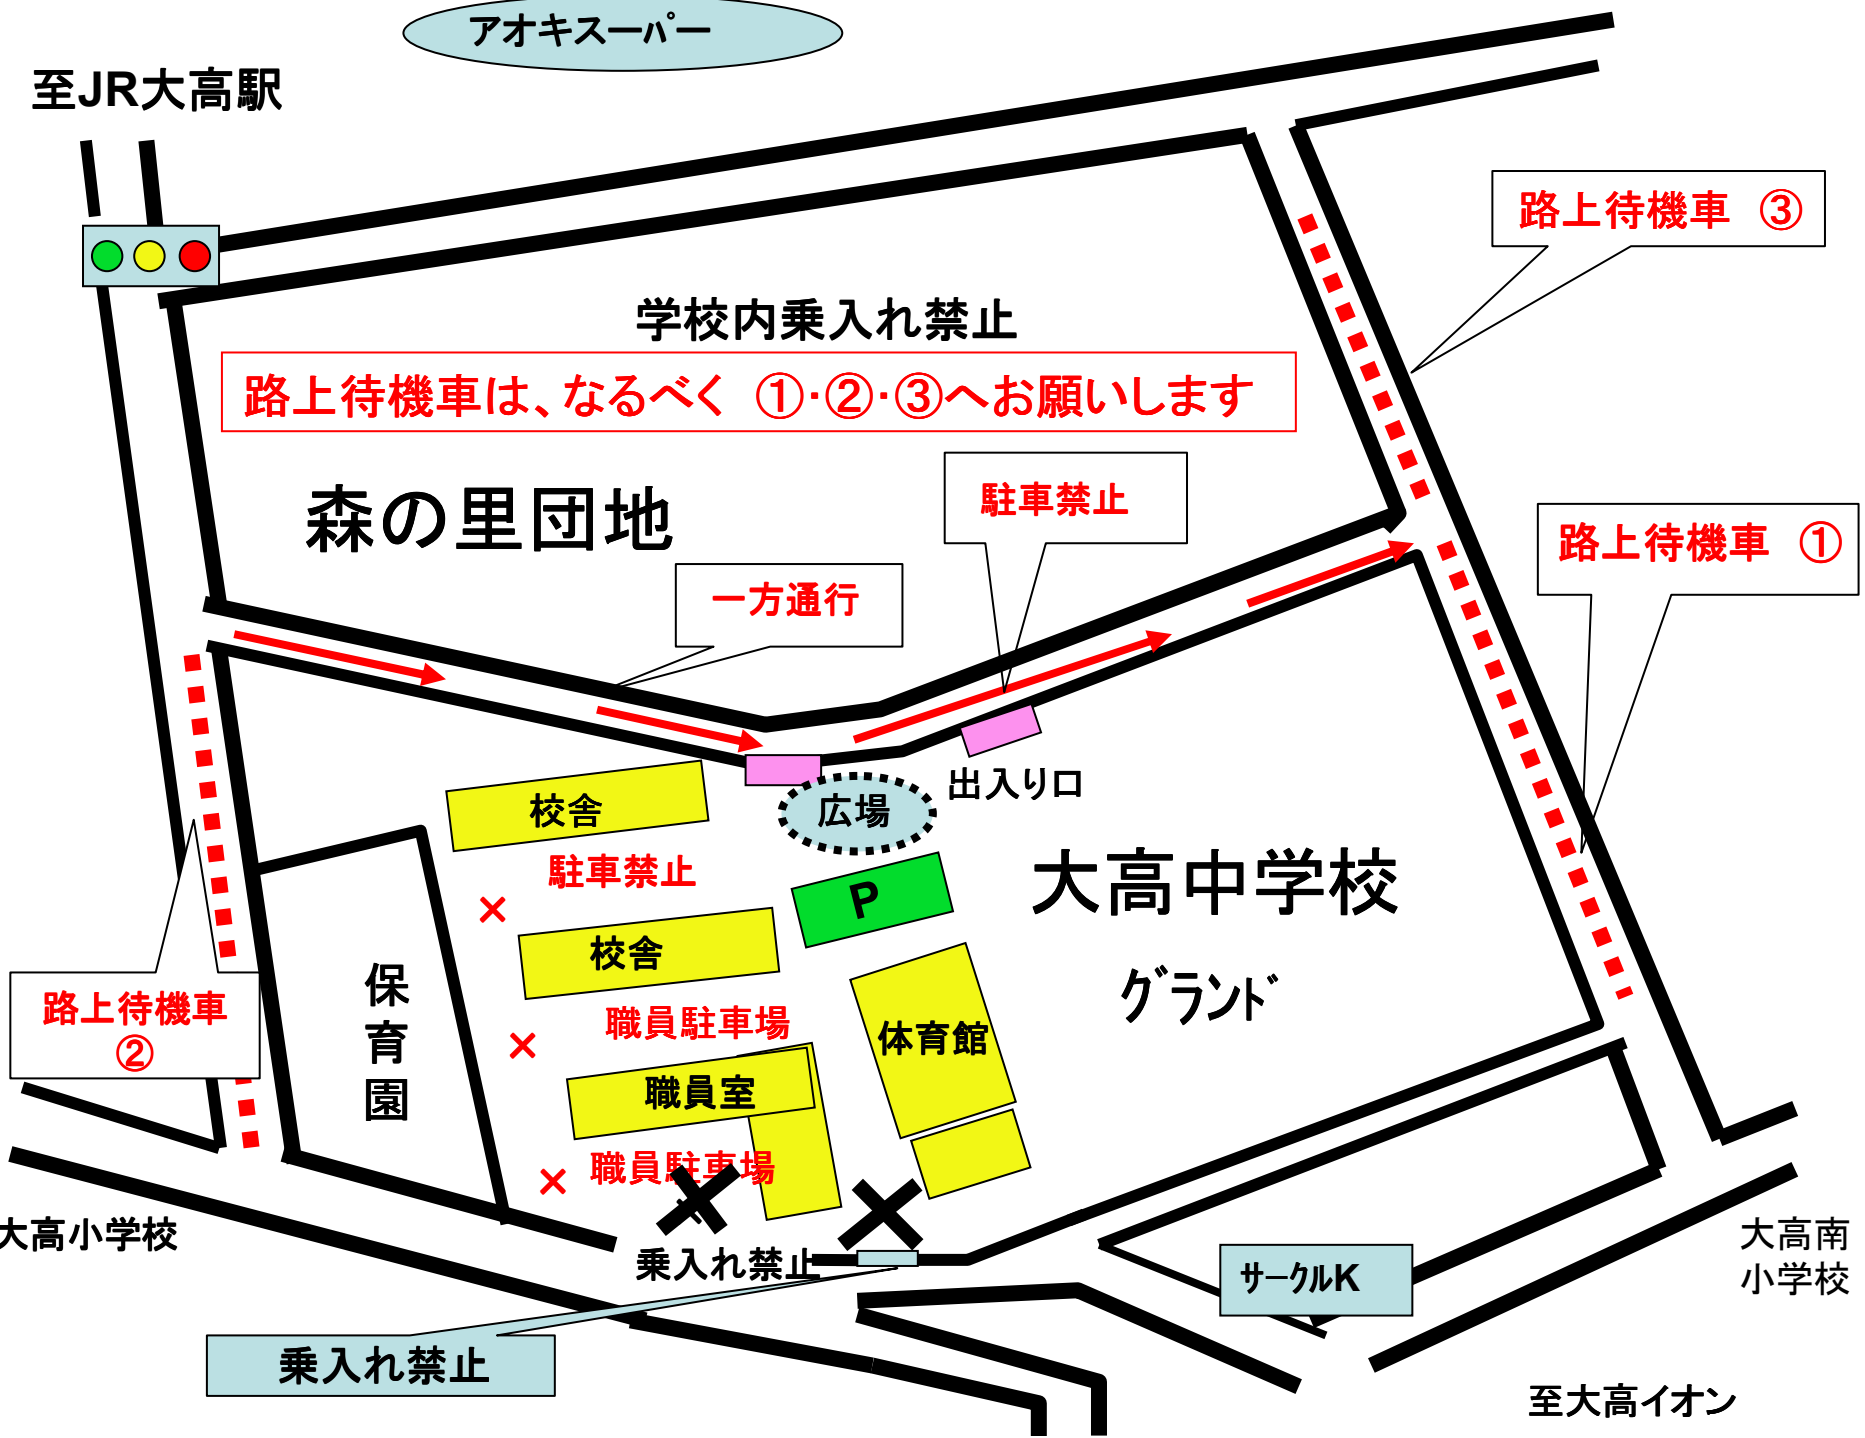 アオキスーパー
至JR大高駅
路上待機車 ③
学校内乗入れ禁止
路上待機車は、なるべく ①・②・③へお願いします
駐車禁止
森の里団地
路上待機車 ①
一方通行
出入り口
校舎
広場
駐車禁止
大高中学校
P
校舎
保育園
グランド
路上待機車
②
職員駐車場
体育館
職員室
職員駐車場
大高小学校
乗入れ禁止
サークルK
大高南
小学校
乗入れ禁止
至大高イオン